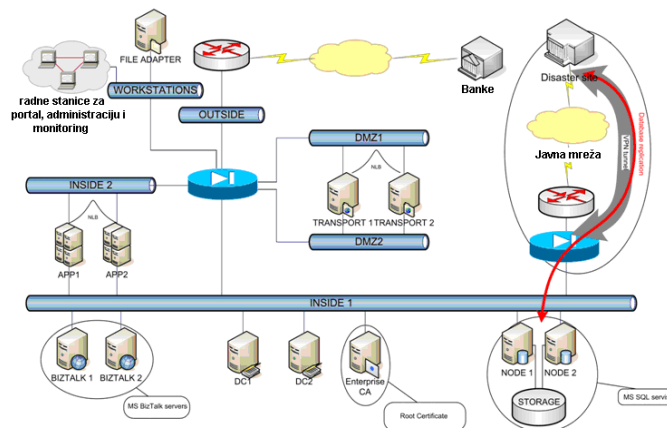 FILE ADAPTER
radne stanice za
portal, administraciju i
monitoring
WORKSTATIONS
OUTSIDE
Banke
Disaster site
Database replication
VPN tunnel
Javna mreža
DMZ1
NLB
TRANSPORT 1
TRANSPORT 2
DMZ2
INSIDE 2
NLB
APP1
APP2
INSIDE 1
BIZTALK 1
BIZTALK 2
MS BizTalk servers
DC1
DC2
Enterprise
CA
Root Certificate
NODE 1
NODE 2
STORAGE
MS SQL servi